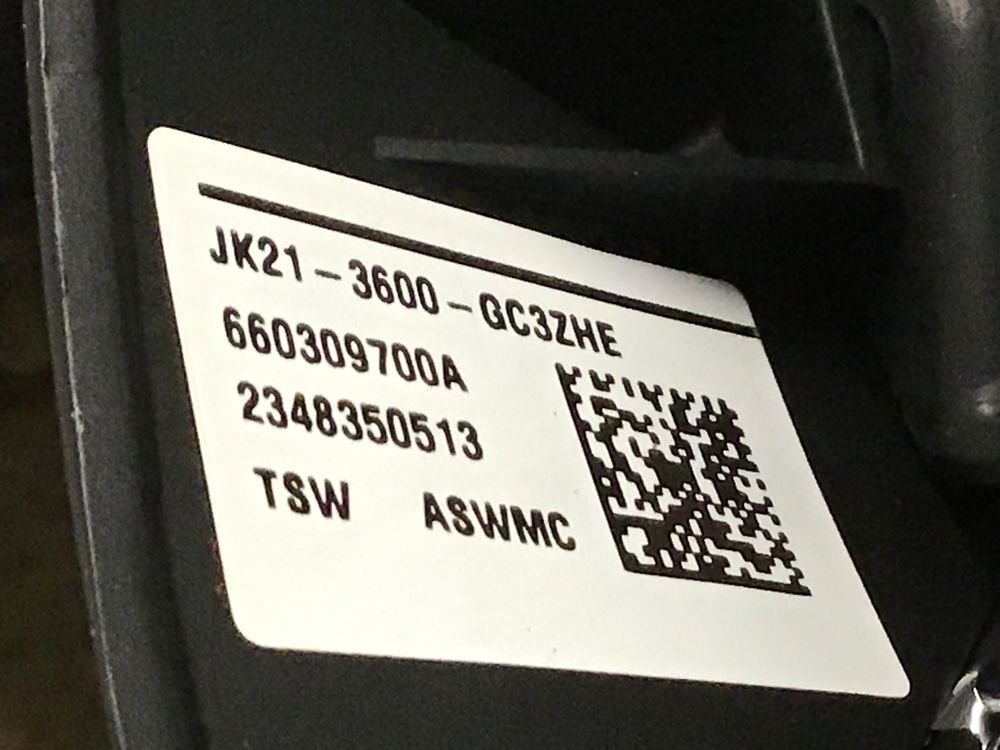 JK21-3600-GC3ZHE
660309700A
2348350513
TSW ASWMC